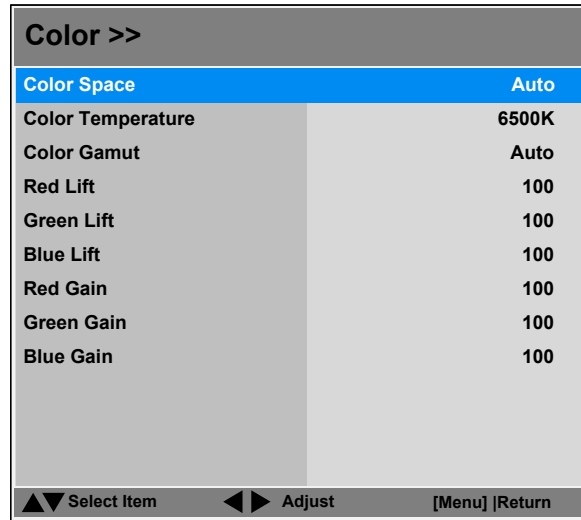 Color >>
Color Space Auto
Color Temperature 6500K
Color Gamut Auto
Red Lift 100
Green Lift 100
Blue Lift 100
Red Gain 100
Green Gain 100
Blue Gain 100
Select Item Adjust [Menu] |Return